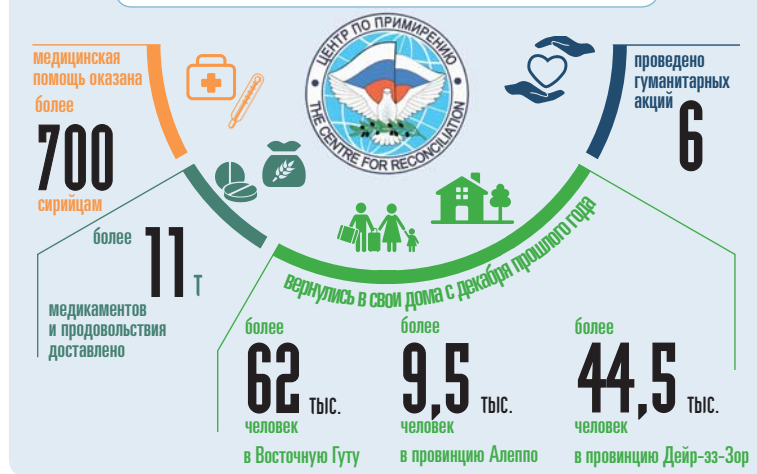 ЦЕНТР ПО ПРИМИРЕНИЮ
THE CENTRE FOR RECONCILIATION
медицинская
помощь оказана
более
700
сирийцам
проведено
гуманитарных
акций 6
более 11 т
медикаментов
и продовольствия
доставлено
вернулись в свои дома с декабря прошлого года
более
62 тыс.
человек
в Восточную Гуту
более
9,5 тыс.
человек
в провинцию Алеппо
более
44,5 тыс.
человек
в провинцию Дейр-эз-Зор